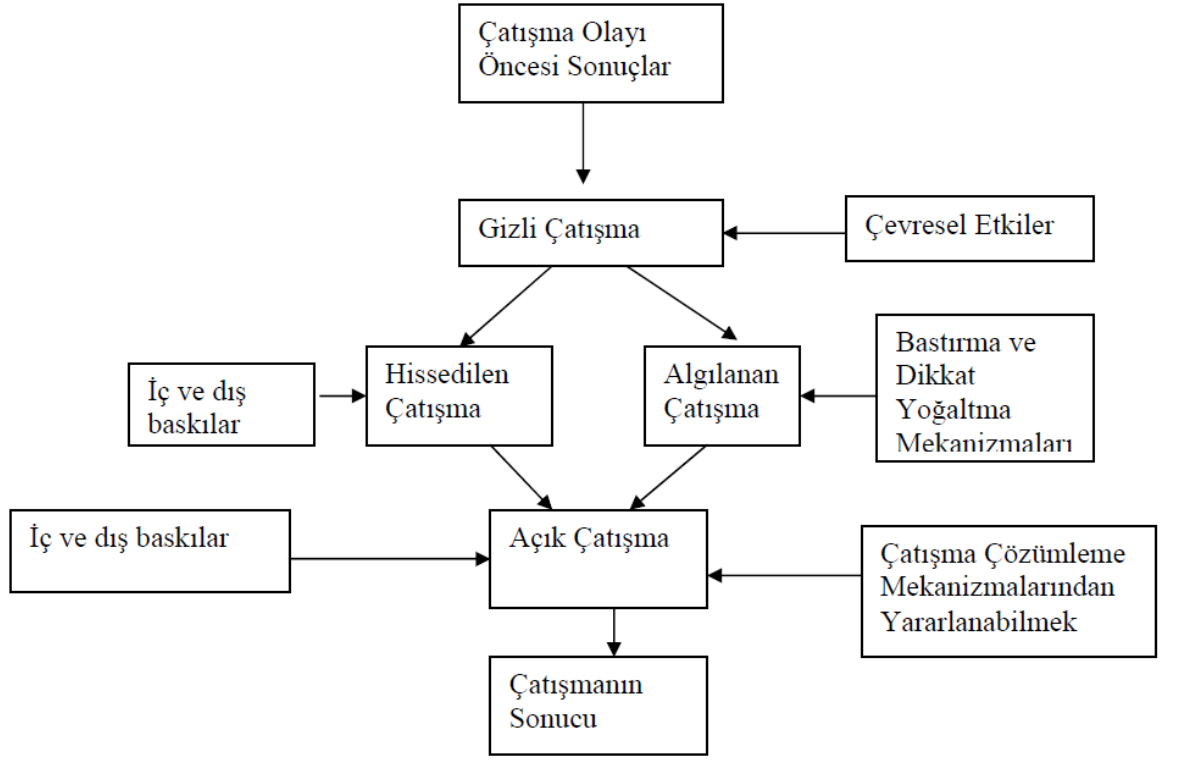 Çatışma Olayı
Öncesi Sonuçlar
Gizli Çatışma
Çevresel Etkiler
İç ve dış
baskılar
Hissedilen
Çatışma
Algılanan
Çatışma
Bastırma ve
Dikkat
Yoğaltma
Mekanizmaları
İç ve dış baskılar
Açık Çatışma
Çatışma Çözümleme
Mekanizmalarından
Yararlanabilmek
Çatışmanın
Sonucu